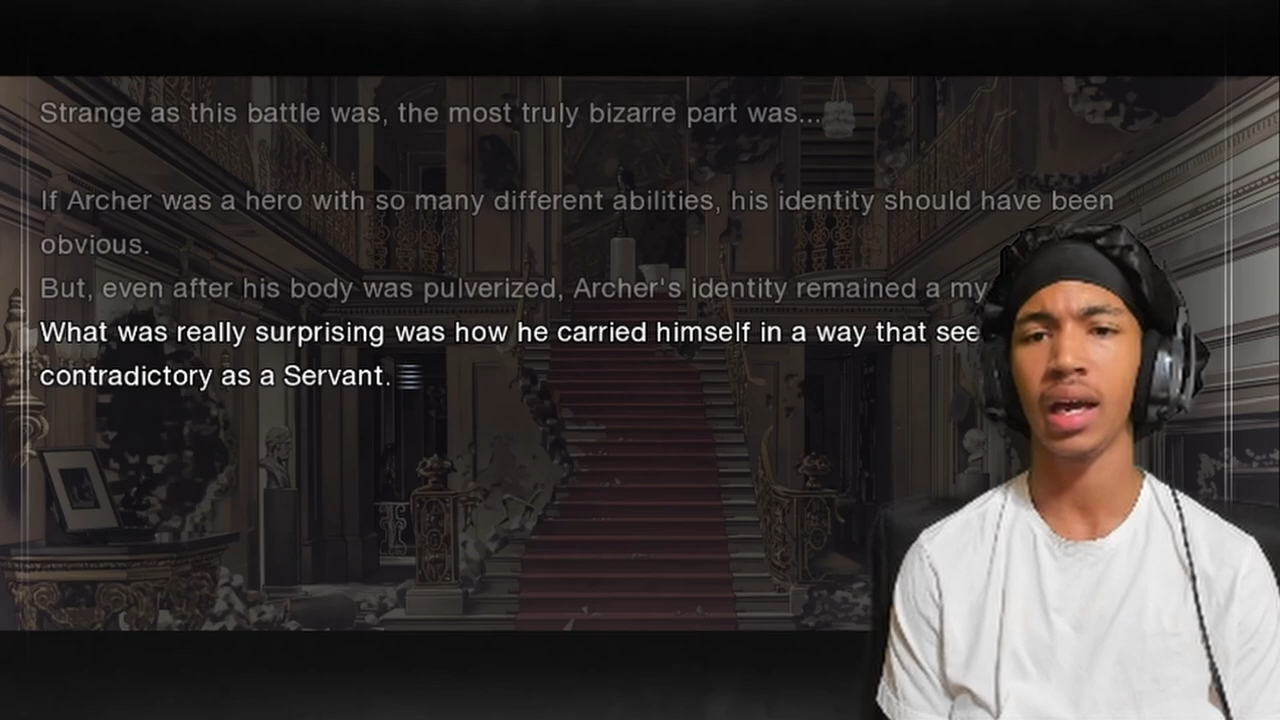 Strange as this battle was, the most truly bizarre part was...
If Archer was a hero with so many different abilities, his identity should have been
obvious.
But, even after his body was pulverized, Archer's identity remained a
What was really surprising was how he carried himself in a way that
contradictory as a Servant.